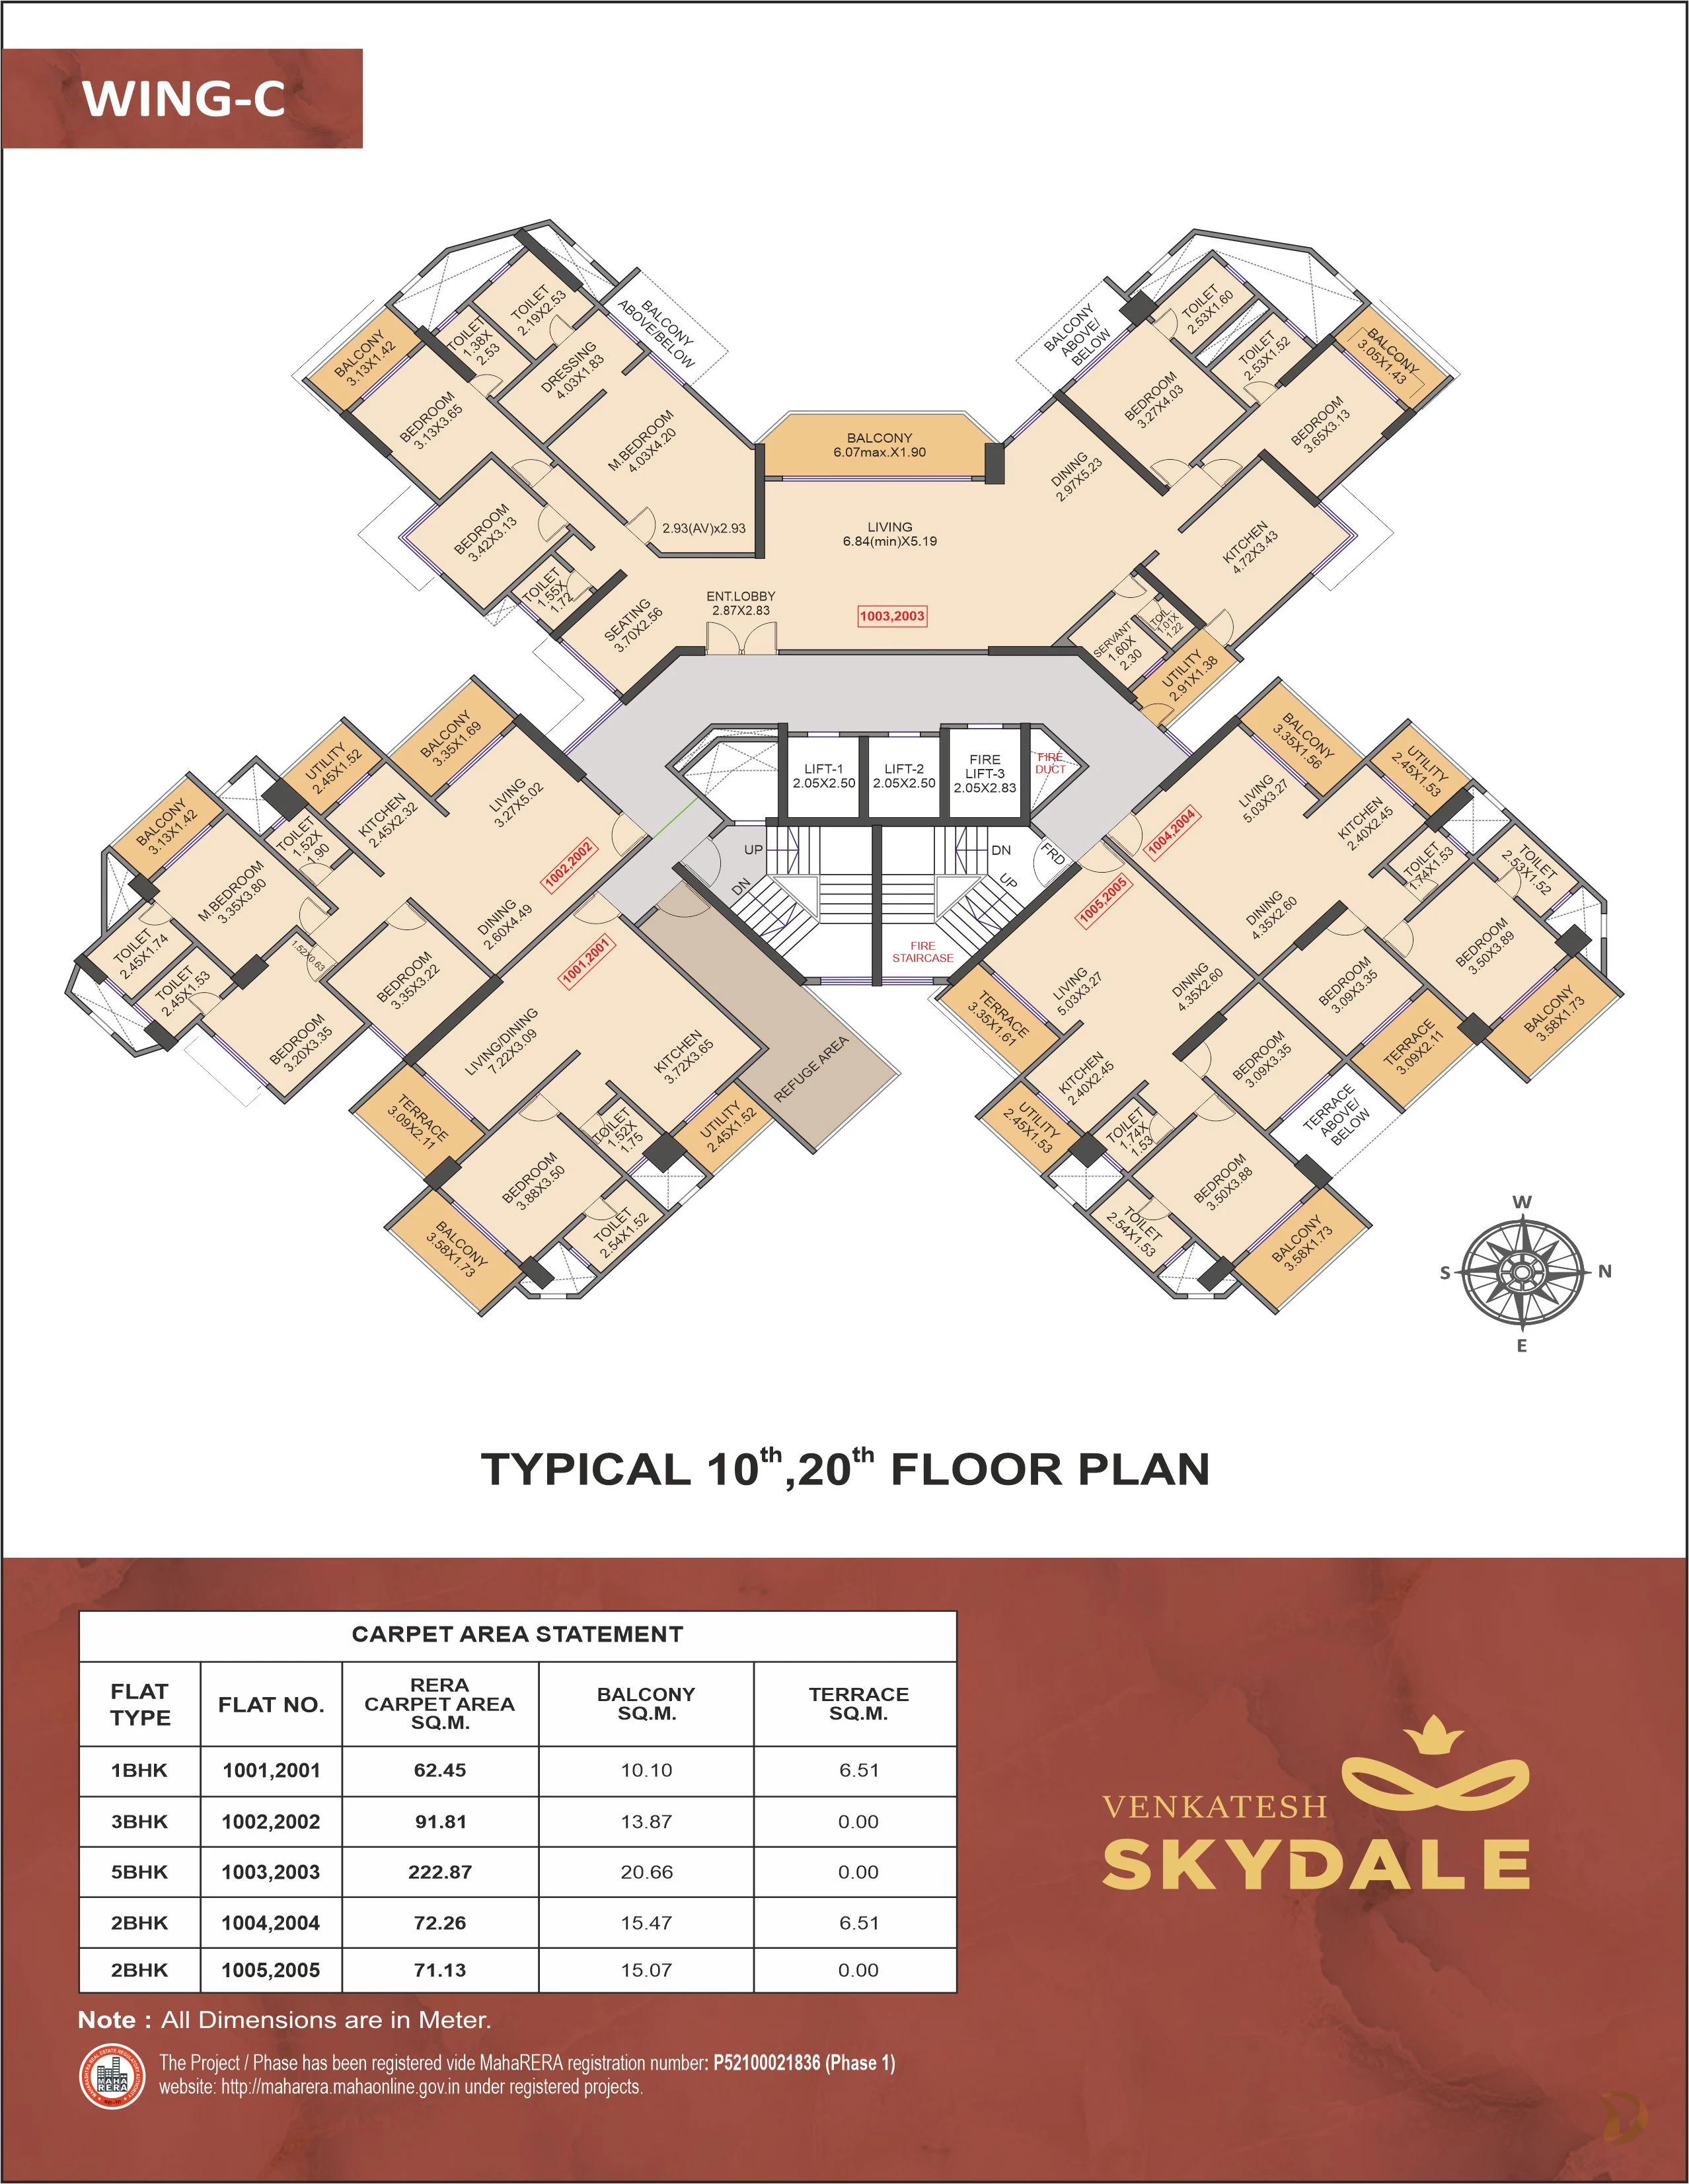 WING-C
TOILET
2.19X2.53
TOILET
1.38X
2.53
BALCONY
3.13X1.42
DRESSING
4.03X1.83
BALCONY
ABOVE/BELOW
BEDROOM
3.13X3.65
M.BEDROOM
4.03X4.20
2.93(AV)x2.93
BEDROOM
3.42X3.13
TOILET
1.55X
1.72
SEATING
3.70X2.56
ENT.LOBBY
2.87X2.83
BALCONY
6.07max.X1.90
LIVING
6.84(min)X5.19
1003,2003
DINING
2.97X5.23
BALCONY
ABOVE/
BELOW
BEDROOM
3.27X4.03
TOILET
2.53X1.60
TOILET
2.53X1.52
BALCONY
3.05X1.43
BEDROOM
3.65X3.13
KITCHEN
4.72X3.43
SERVANT
1.60X
2.30
TOIL.
1.01X
1.22
UTILITY
2.91X1.38
LIFT-1
2.05X2.50
LIFT-2
2.05X2.50
FIRE
LIFT-3
2.05X2.83
FIRE
DUCT
UP
DN
DN
UP
FRD
FIRE
STAIRCASE
BALCONY
3.35X1.69
UTILITY
2.45X1.52
BALCONY
3.13X1.42
LIVING
3.27X5.02
KITCHEN
2.45X2.32
TOILET
1.52X
1.90
M.BEDROOM
3.35X3.80
1002,2002
DINING
2.60X4.49
TOILET
2.45X1.74
TOILET
2.45X1.53
1.52X0.63
BEDROOM
3.35X3.22
BEDROOM
3.20X3.35
1001,2001
LIVING/DINING
7.22X3.09
KITCHEN
3.72X3.65
REFUGE AREA
TERRACE
3.09X2.11
TOILET
1.52X
1.75
UTILITY
2.45X1.52
BEDROOM
3.88X3.50
TOILET
2.54X1.52
BALCONY
3.58X1.73
BALCONY
3.35X1.56
UTILITY
2.45X1.53
LIVING
5.03X3.27
KITCHEN
2.40X2.45
1004,2004
TOILET
1.74X1.53
TOILET
2.53X1.52
DINING
4.35X2.60
BEDROOM
3.50X3.89
BEDROOM
3.09X3.35
TERRACE
3.09X2.11
BALCONY
3.58X1.73
1005,2005
LIVING
5.03X3.27
DINING
4.35X2.60
TERRACE
3.35X1.61
KITCHEN
2.40X2.45
BEDROOM
3.09X3.35
UTILITY
2.45X1.53
TOILET
1.74X
1.53
TERRACE
ABOVE/
BELOW
BEDROOM
3.50X3.88
TOILET
2.54X1.53
BALCONY
3.58X1.73
W
S
N
E
TYPICAL 10th,20th FLOOR PLAN
CARPET AREA STATEMENT
FLAT TYPE FLAT NO. RERA CARPET AREA SQ.M. BALCONY SQ.M. TERRACE SQ.M.
1BHK 1001,2001 62.45 10.10 6.51
3BHK 1002,2002 91.81 13.87 0.00
5BHK 1003,2003 222.87 20.66 0.00
2BHK 1004,2004 72.26 15.47 6.51
2BHK 1005,2005 71.13 15.07 0.00
VENKATESH
SKYDALE
Note : All Dimensions are in Meter.
MAHA
RERA
The Project / Phase has been registered vide MahaRERA registration number: P52100021836 (Phase 1)
website: http://maharera.mahaonline.gov.in under registered projects.